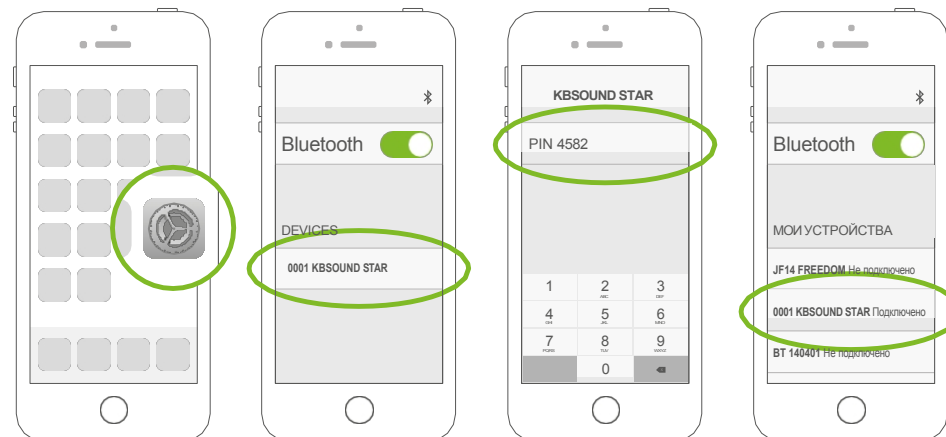 Bluetooth
DEVICES
0001 KBSOUND STAR
KBSOUND STAR
PIN 4582
1 2 3
ABC DEF
4 5 6
GHI JKL MNO
7 8 9
PQRS TUV WXYZ
0
Bluetooth
МОИ УСТРОЙСТВА
JF14 FREEDOM Не подключено
0001 KBSOUND STAR Подключено
BT 140401 Не подключено